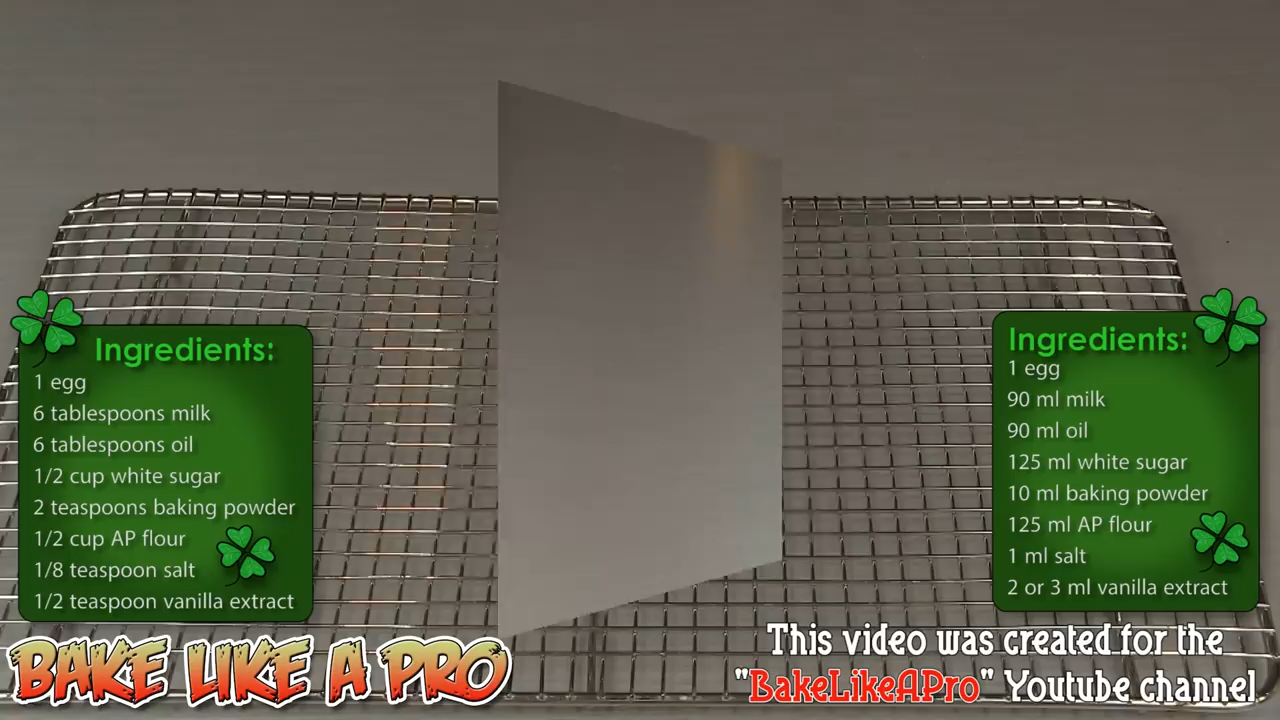 Ingredients:
1 egg
6 tablespoons milk
6 tablespoons oil
1/2 cup white sugar
2 teaspoons baking powder
1/2 cup AP flour
1/8 teaspoon salt
1/2 teaspoon vanilla extract
Ingredients:
1 egg
90 ml milk
90 ml oil
125 ml white sugar
10 ml baking powder
125 ml AP flour
1 ml salt
2 or 3 ml vanilla extract
BAKE LIKE A PRO
This video was created for the
"BakeLikeAPro" Youtube channel